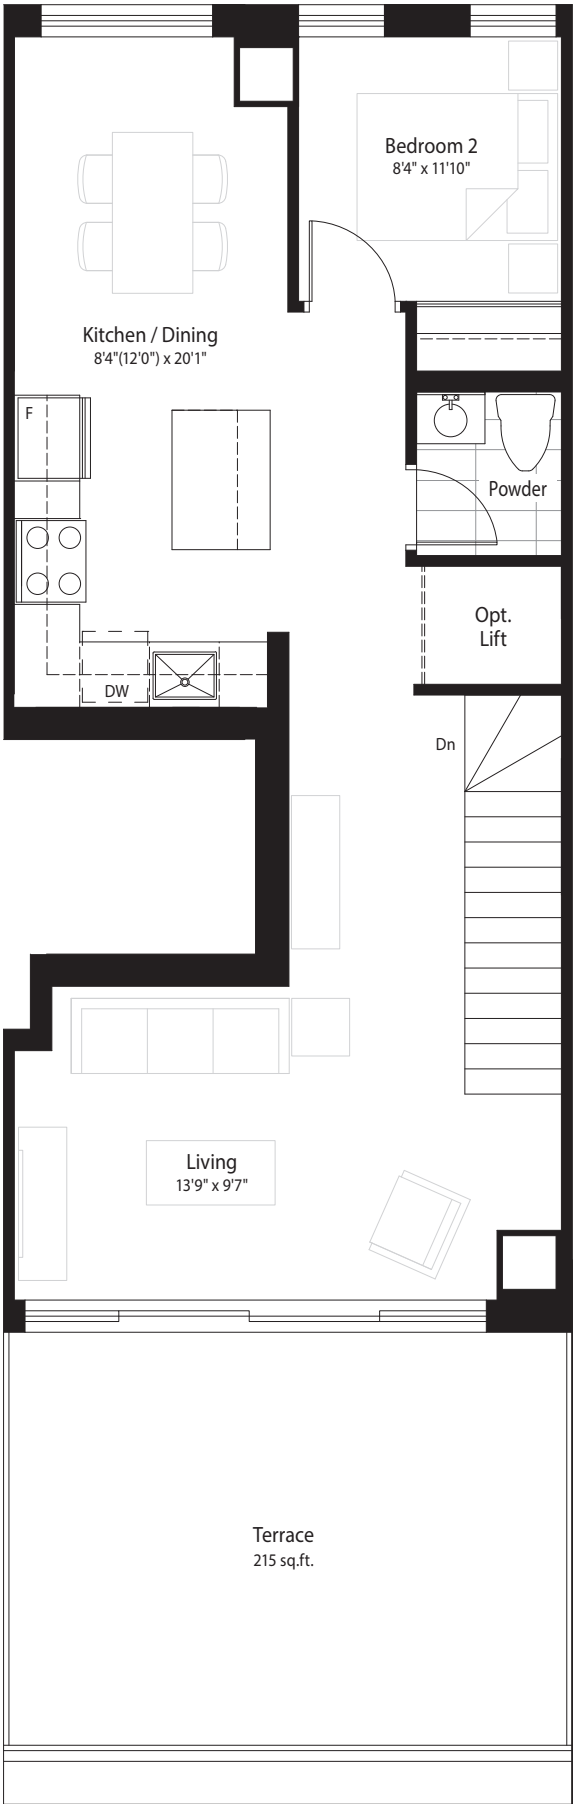 Bedroom 2
8'4" x 11'10"
Kitchen / Dining
8'4"(12'0") x 20'1"
F
Powder
Opt.
Lift
DW
Dn
Living
13'9" x 9'7"
Terrace
215 sq.ft.